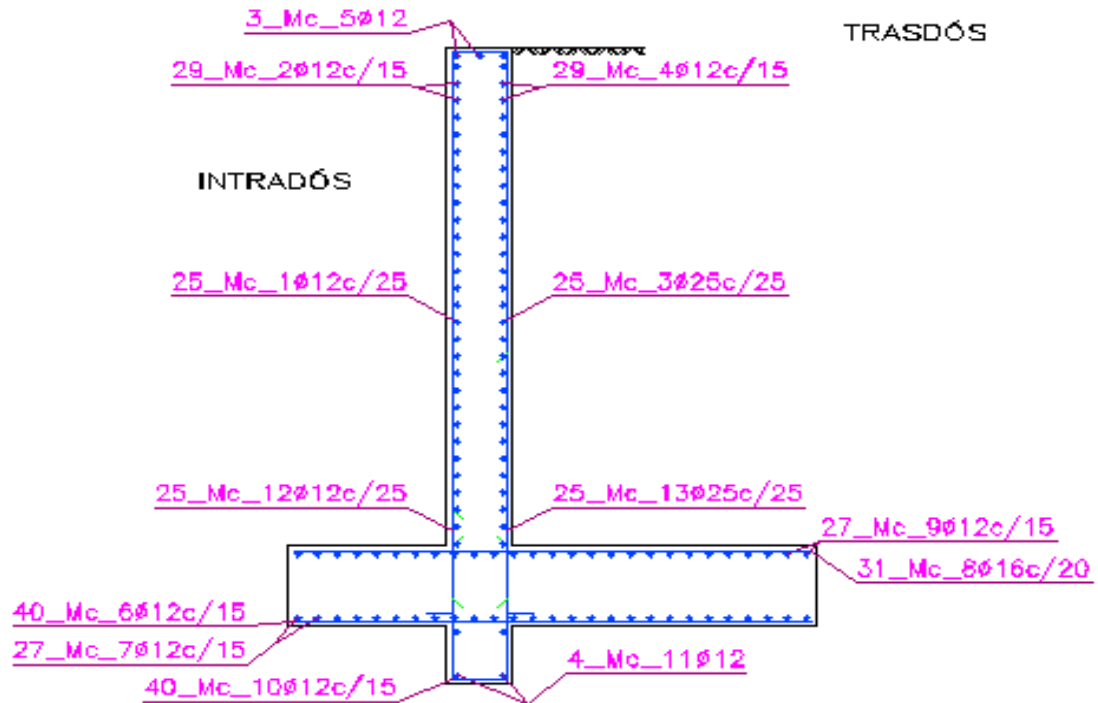 3_Mc_5ø12
TRASDÓS
29_Mc_2ø12c/15
29_Mc_4ø12c/15
INTRADÓS
25_Mc_1ø12c/25
25_Mc_3ø25c/25
25_Mc_12ø12c/25
25_Mc_13ø25c/25
27_Mc_9ø12c/15
31_Mc_8ø16c/20
40_Mc_6ø12c/15
27_Mc_7ø12c/15
4_Mc_11ø12
40_Mc_10ø12c/15